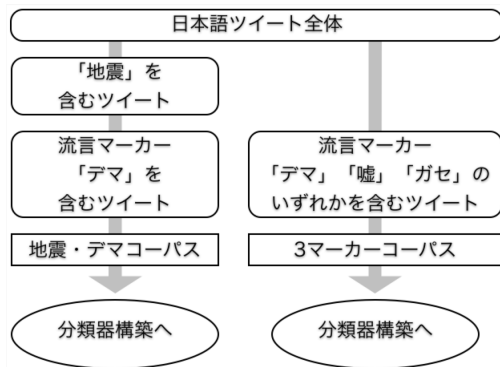 日本語ツイート全体
「地震」を
含むツイート
流言マーカー
「デマ」を
含むツイート
地震・デマコーパス
分類器構築へ
流言マーカー
「デマ」「嘘」「ガセ」の
いずれかを含むツイート
3マーカーコーパス
分類器構築へ